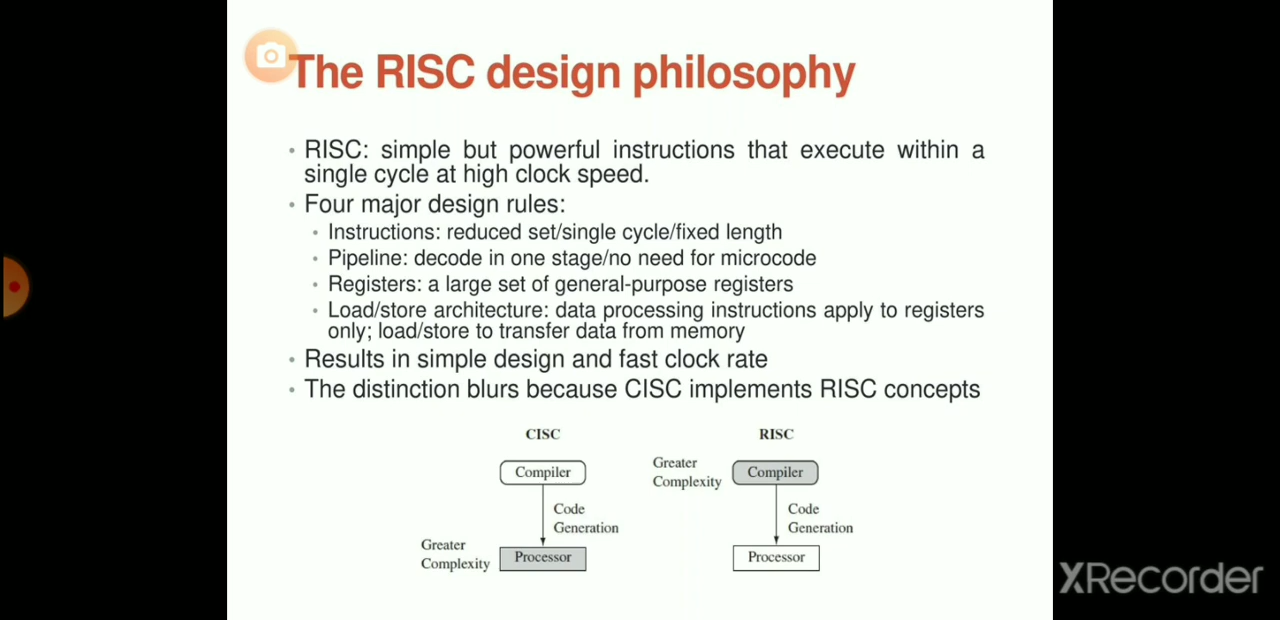 The RISC design philosophy
• RISC: simple but powerful instructions that execute within a
single cycle at high clock speed.
• Four major design rules:
• Instructions: reduced set/single cycle/fixed length
• Pipeline: decode in one stage/no need for microcode
• Registers: a large set of general-purpose registers
• Load/store architecture: data processing instructions apply to registers
only; load/store to transfer data from memory
• Results in simple design and fast clock rate
• The distinction blurs because CISC implements RISC concepts
CISC
Compiler
Code
Generation
Greater
Complexity
Processor
RISC
Greater
Complexity
Compiler
Code
Generation
Processor
XRecorder